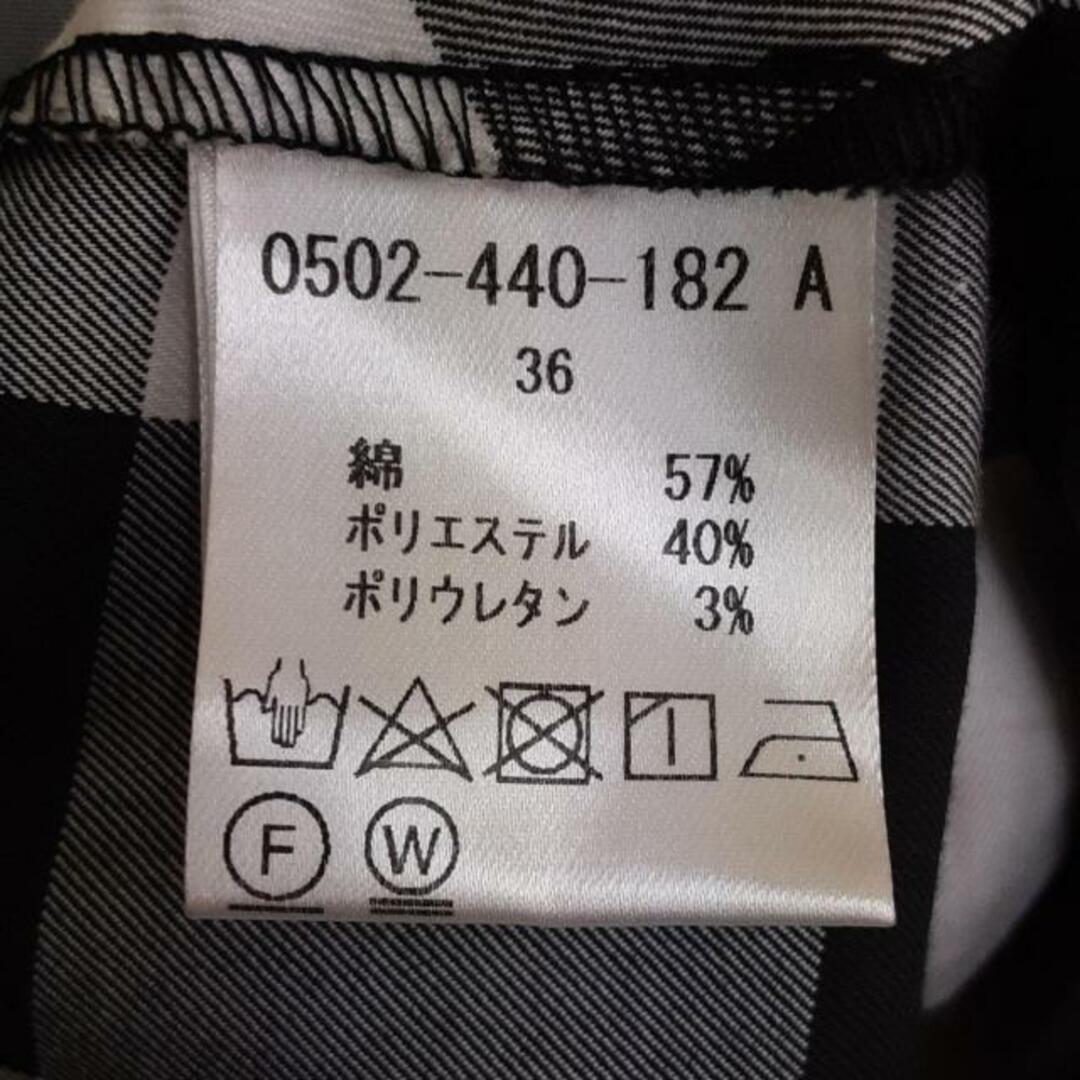 0502-440-182 A
36
綿 57%
ポリエステル 40%
ポリウレタン 3%
F W